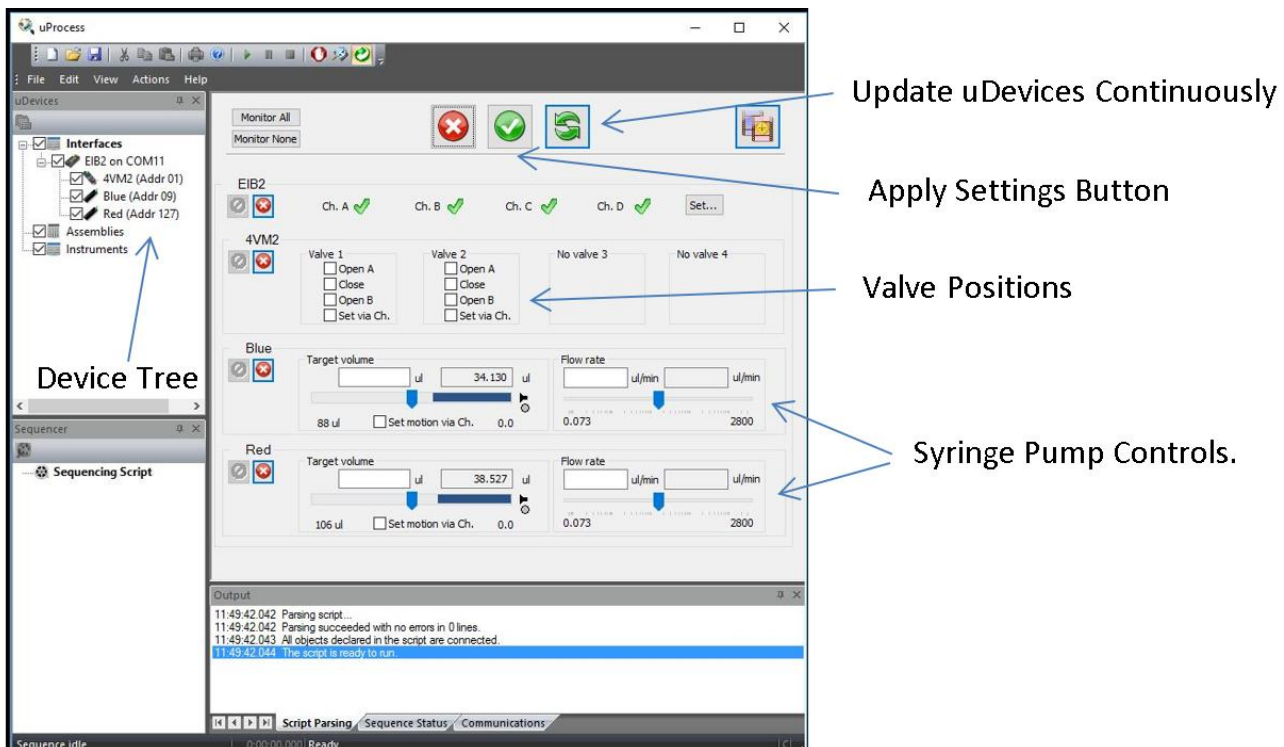 uProcess
File Edit View Actions Help
uDevices
Interfaces
EIB2 on COM11
4VM2 (Addr 01)
Blue (Addr 09)
Red (Addr 127)
Assemblies
Instruments
Device Tree
Sequencer
Sequencing Script
Monitor All
Monitor None
EIB2
Ch. A Ch. B Ch. C Ch. D Set...
4VM2
Valve 1 Valve 2 No valve 3 No valve 4
Open A Open A
Close Close
Open B Open B
Set via Ch. Set via Ch.
Blue
Target volume Flow rate
ul 34.130 ul ul/min ul/min
88 ul Set motion via Ch. 0.0 0.073 2800
Red
Target volume Flow rate
ul 38.527 ul ul/min ul/min
106 ul Set motion via Ch. 0.0 0.073 2800
Output
11:49:42.042 Parsing script...
11:49:42.042 Parsing succeeded with no errors in 0 lines.
11:49:42.043 All objects declared in the script are connected.
11:49:42.044 The script is ready to run.
Script Parsing Sequence Status Communications
Sequence idle 0:00:00.000 Ready
Update uDevices Continuously
Apply Settings Button
Valve Positions
Syringe Pump Controls.